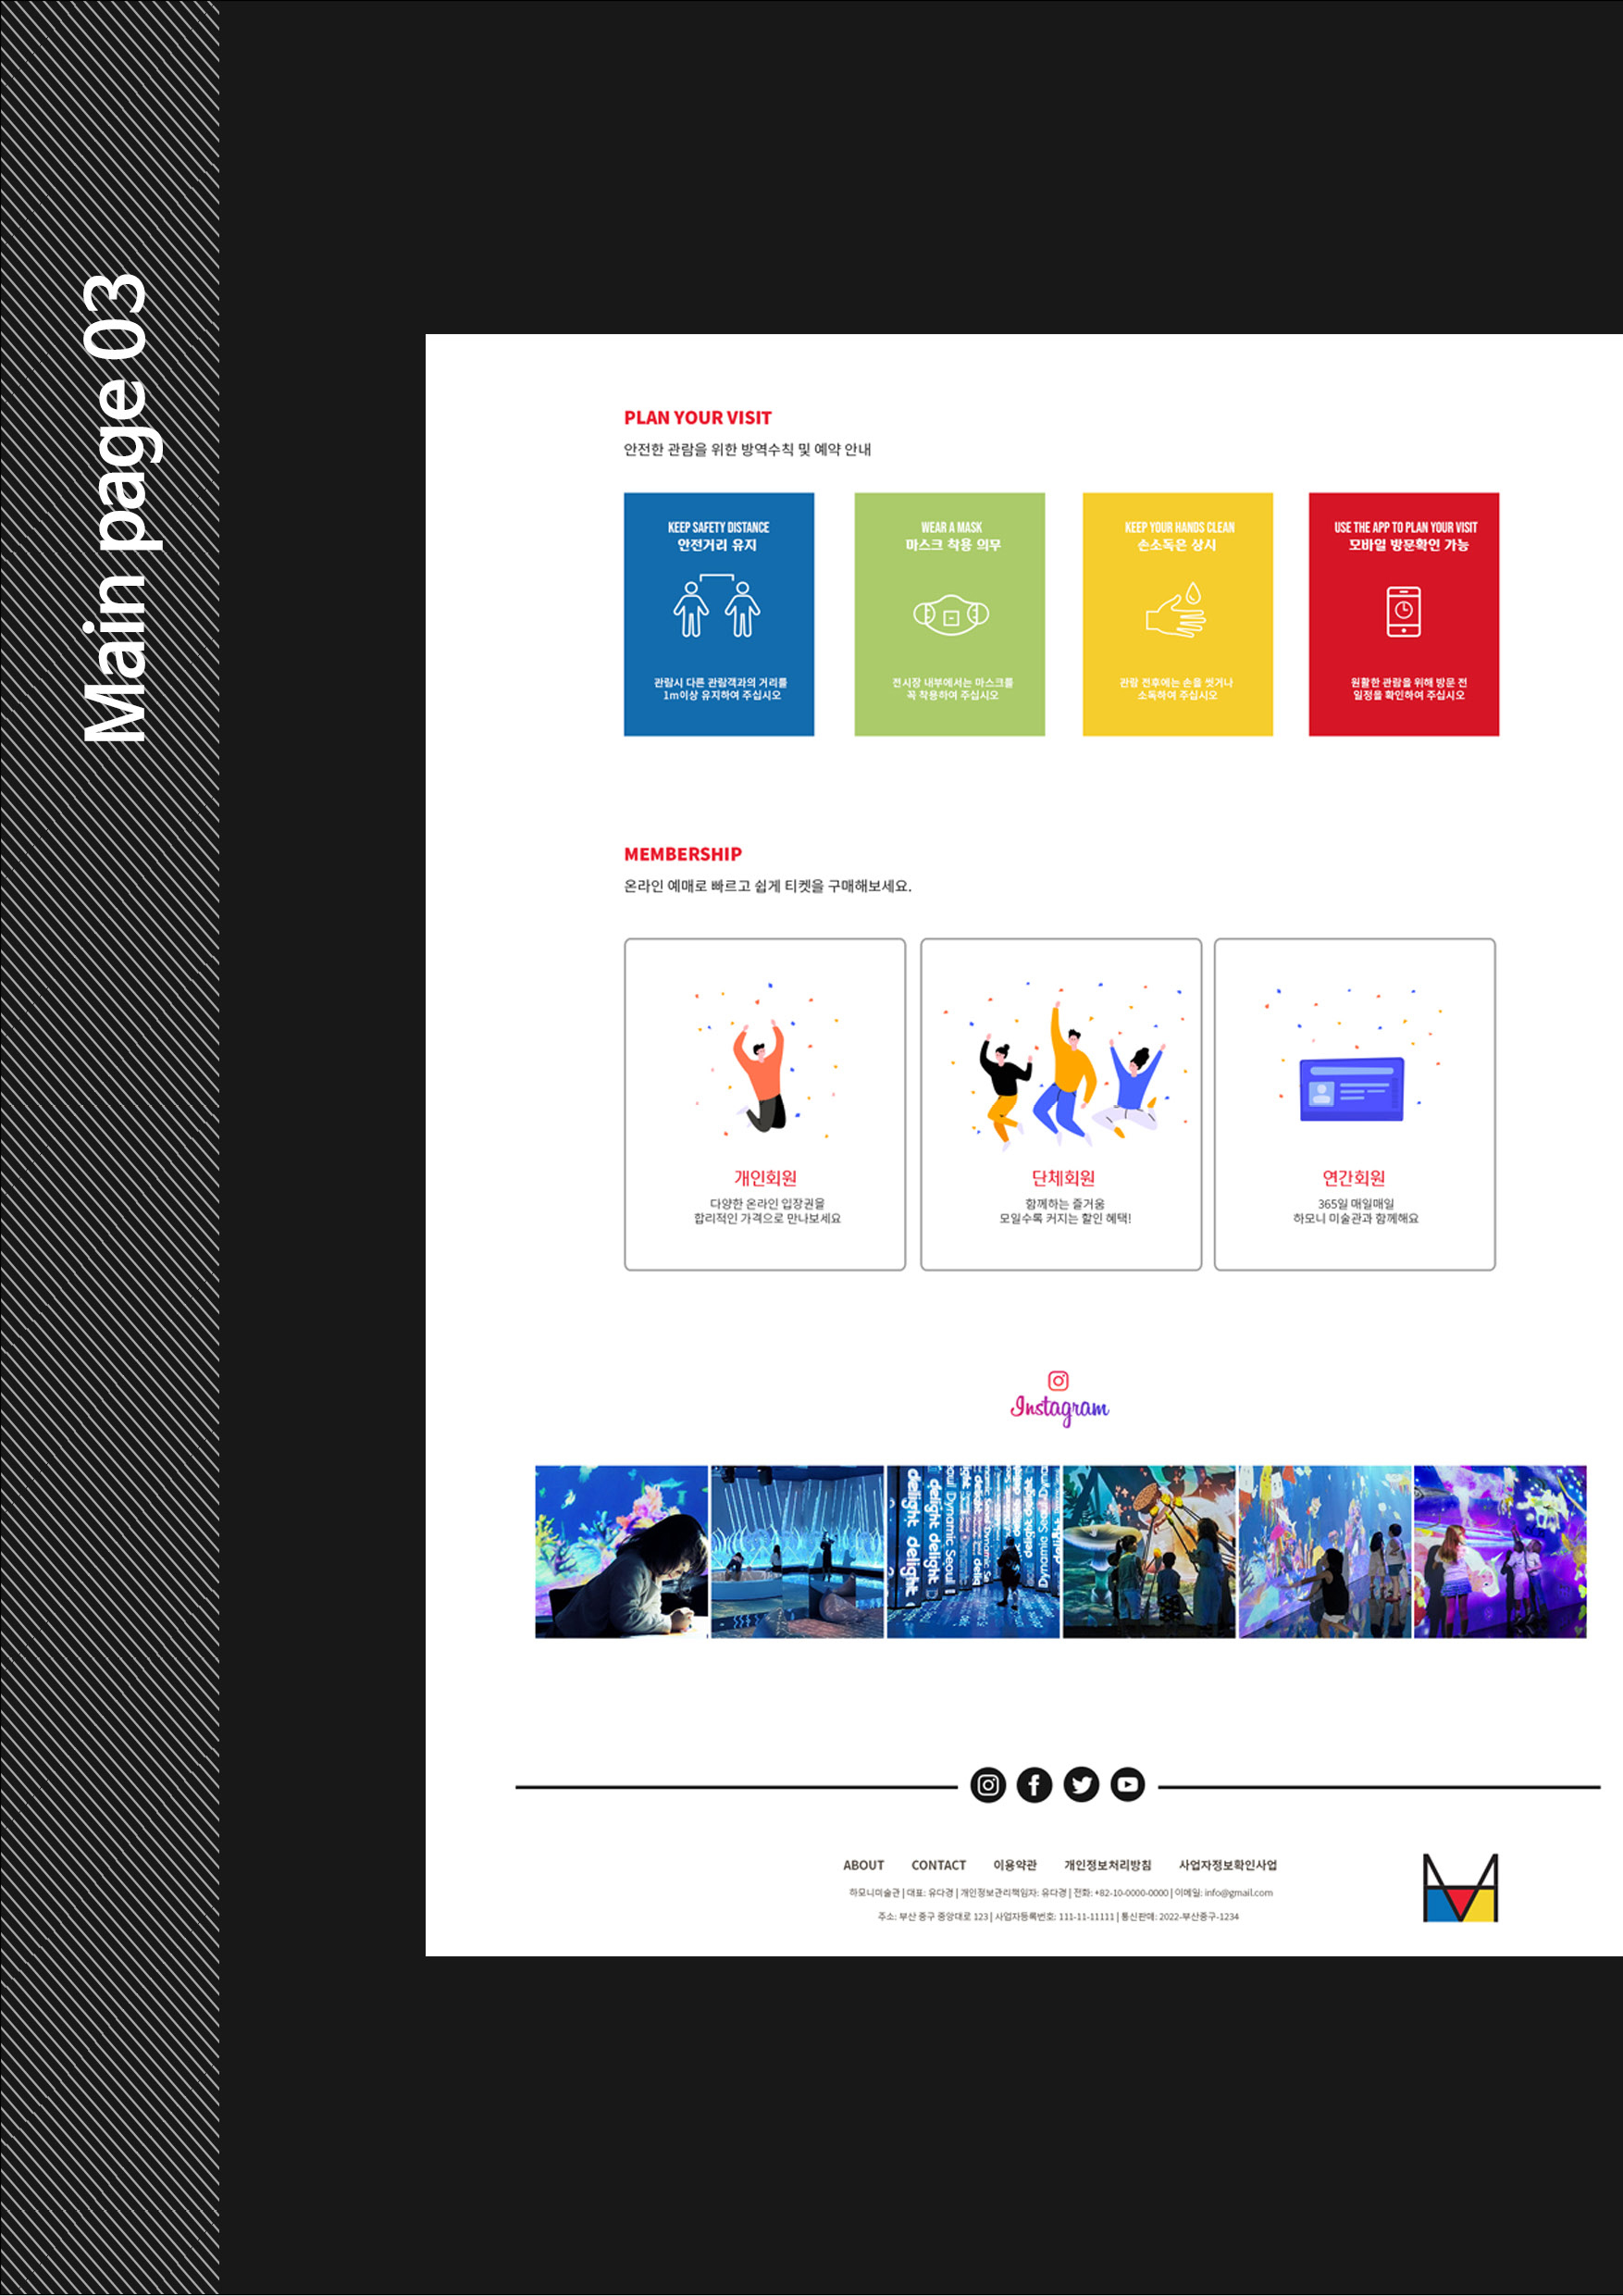 Main page 03
PLAN YOUR VISIT
안전한 관람을 위한 방역수칙 및 예약 안내
KEEP SAFETY DISTANCE
안전거리 유지
관람시 다른 관람객과의 거리를
1m이상 유지하여 주십시오
WEAR A MASK
마스크 착용 의무
전시장 내부에서는 마스크를
꼭 착용하여 주십시오
KEEP YOUR HANDS CLEAN
손소독은 상시
관람 전후에는 손을 씻거나
소독하여 주십시오
USE THE APP TO PLAN YOUR VISIT
모바일 방문확인 가능
원활한 관람을 위해 방문 전
일정을 확인하여 주십시오
MEMBERSHIP
온라인 예매로 빠르고 쉽게 티켓을 구매해보세요.
개인회원
다양한 온라인 입장권을
합리적인 가격으로 만나보세요
단체회원
함께하는 즐거움
모일수록 커지는 할인 혜택!
연간회원
365일 매일매일
하모니 미술관과 함께해요
Instagram
delight delight
delight delight
Dynamic Seoul
delight delight
Dynamic Seoul
ABOUT CONTACT 이용약관 개인정보처리방침 사업자정보확인사업
하모니미술관 | 대표: 유다경 | 개인정보관리책임자: 유다경 | 전화: +82-10-0000-0000 | 이메일: info@gmail.com
주소: 부산 중구 중앙대로 123 | 사업자등록번호: 111-11-11111 | 통신판매: 2022-부산중구-1234